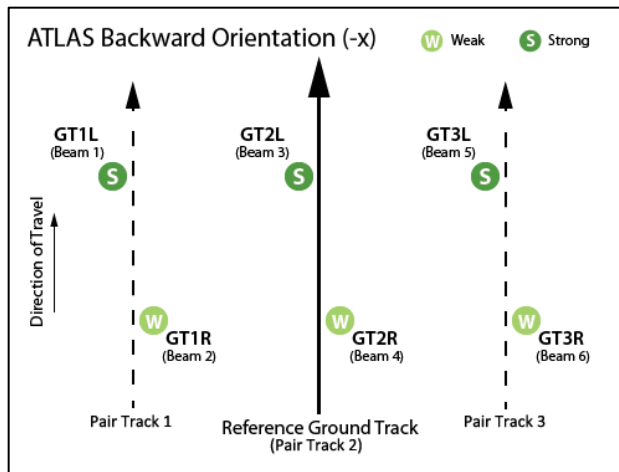 ATLAS Backward Orientation (-x)
W Weak
S Strong
GT1L
(Beam 1)
GT2L
(Beam 3)
GT3L
(Beam 5)
S
S
S
Direction of Travel
W
W
W
GT1R
(Beam 2)
GT2R
(Beam 4)
GT3R
(Beam 6)
Pair Track 1
Reference Ground Track
(Pair Track 2)
Pair Track 3